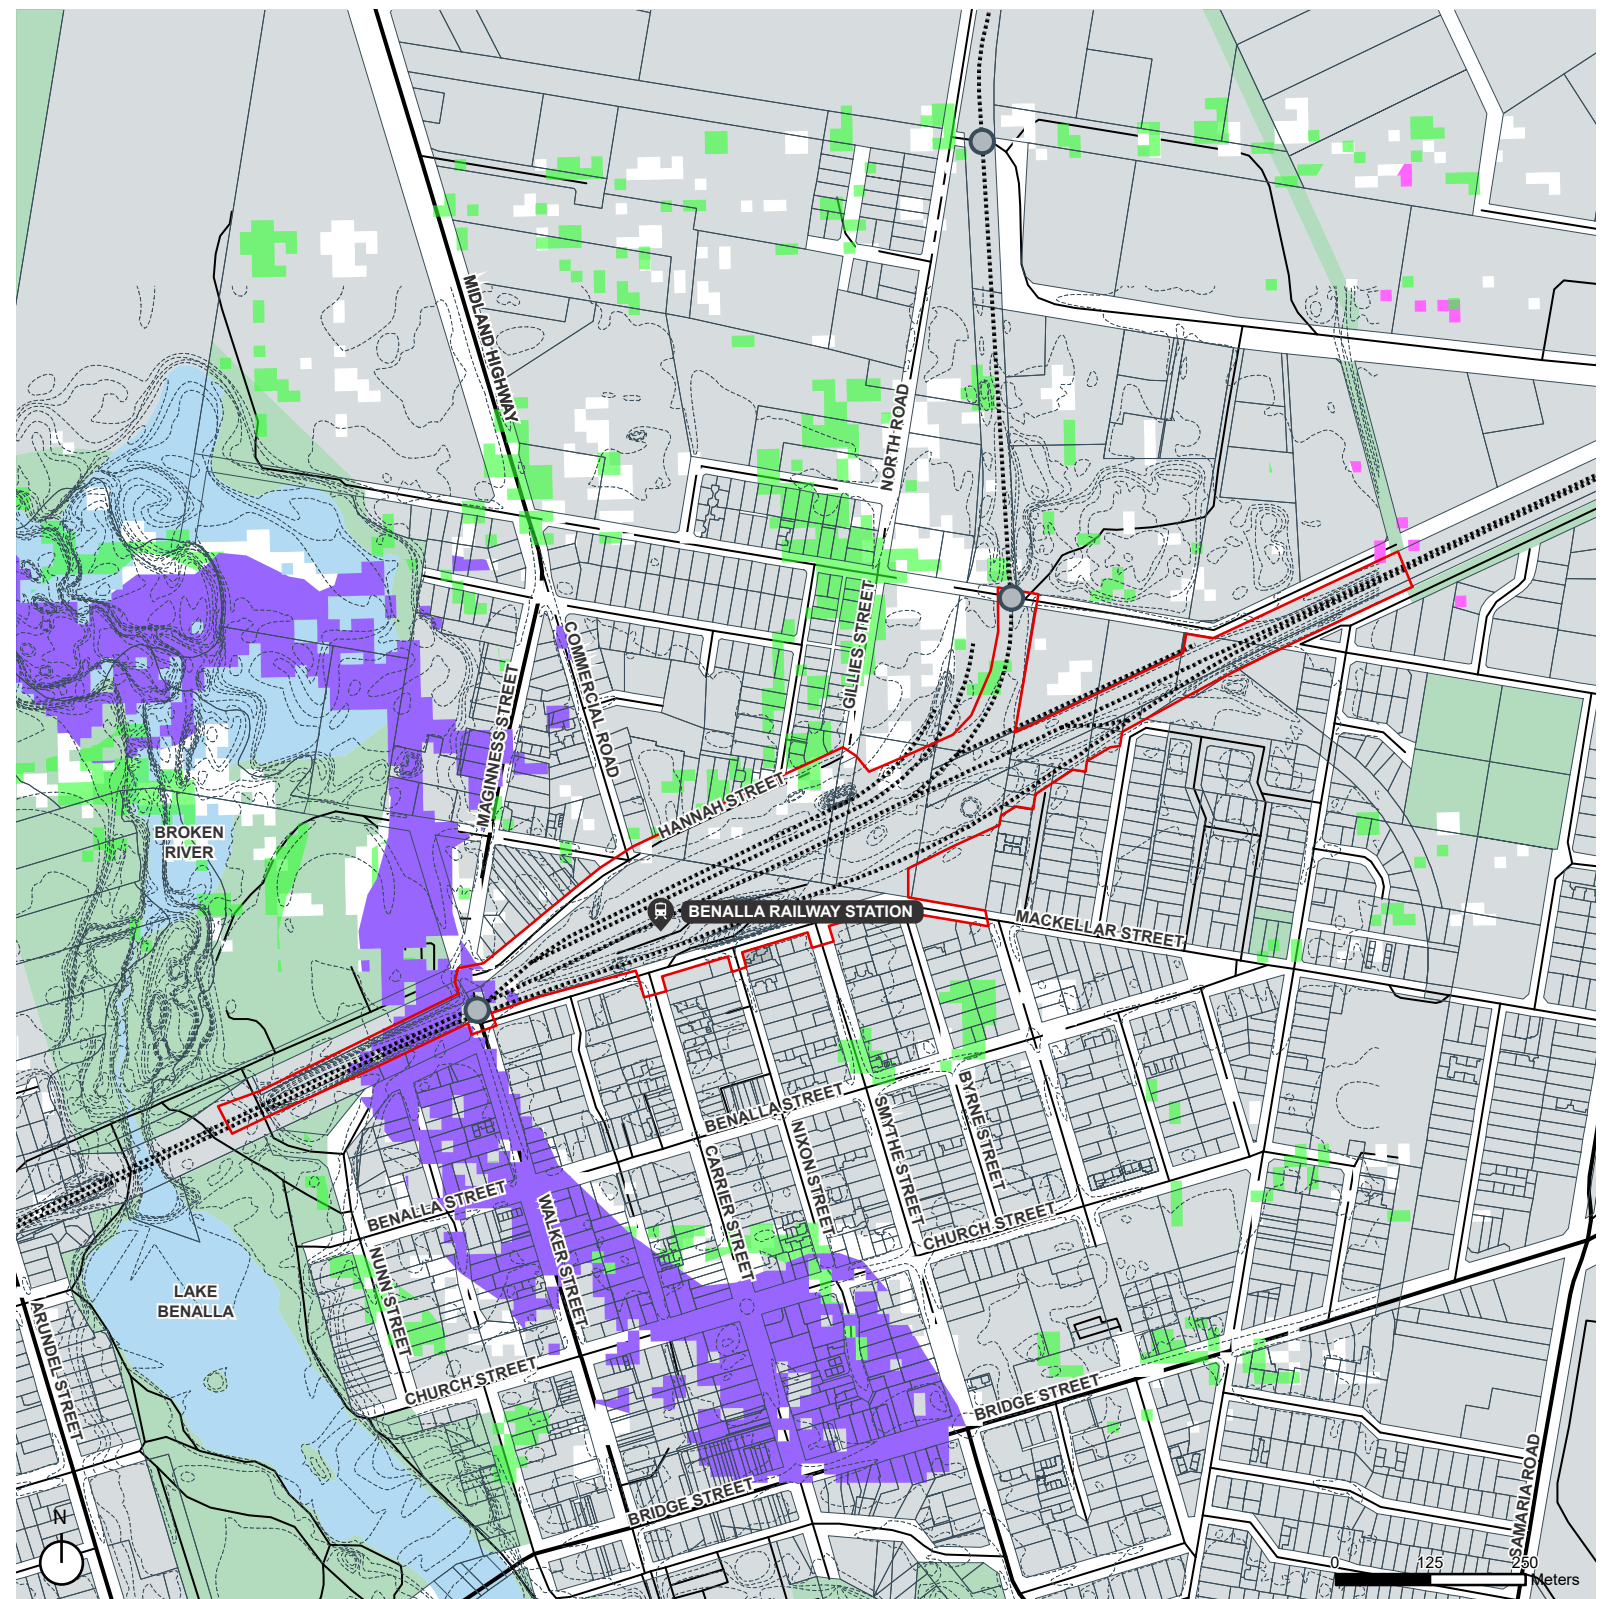 MIDLAND HIGHWAY
NORTH ROAD
GILLIES STREET
COMMERCIAL ROAD
MAGINNESS STREET
HANNAH STREET
BROKEN
RIVER
BENALLA RAILWAY STATION
MACKELLAR STREET
BENALLA STREET
BYRNE STREET
SMYTHE STREET
NIXON STREET
CARRIER STREET
BENALLA STREET
WALKER STREET
CHURCH STREET
NUNN STREET
LAKE
BENALLA
ARUNDEL STREET
CHURCH STREET
BRIDGE STREET
BRIDGE STREET
SAMARIA ROAD
N
0 125 250
Meters